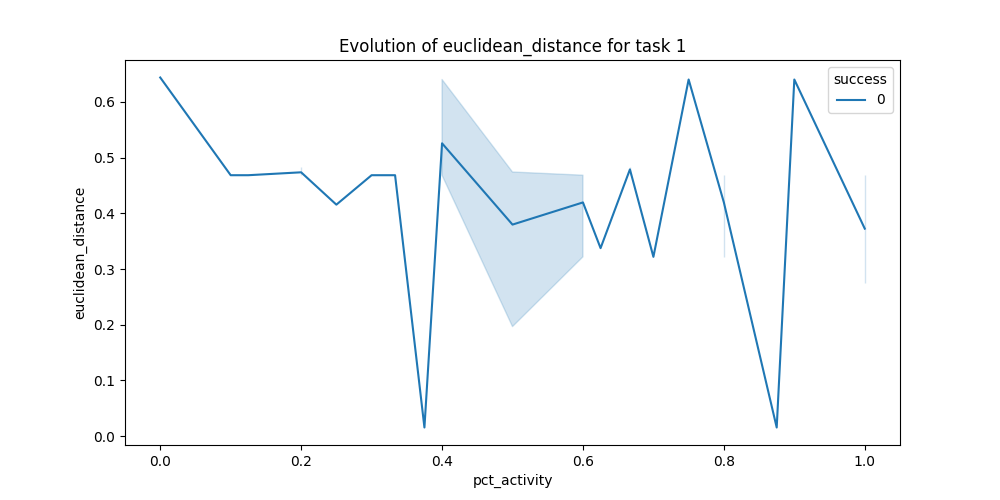 Evolution of euclidean_distance for task 1
success
0
euclidean_distance
0.6
0.5
0.4
0.3
0.2
0.1
0.0
0.0 0.2 0.4 0.6 0.8 1.0
pct_activity